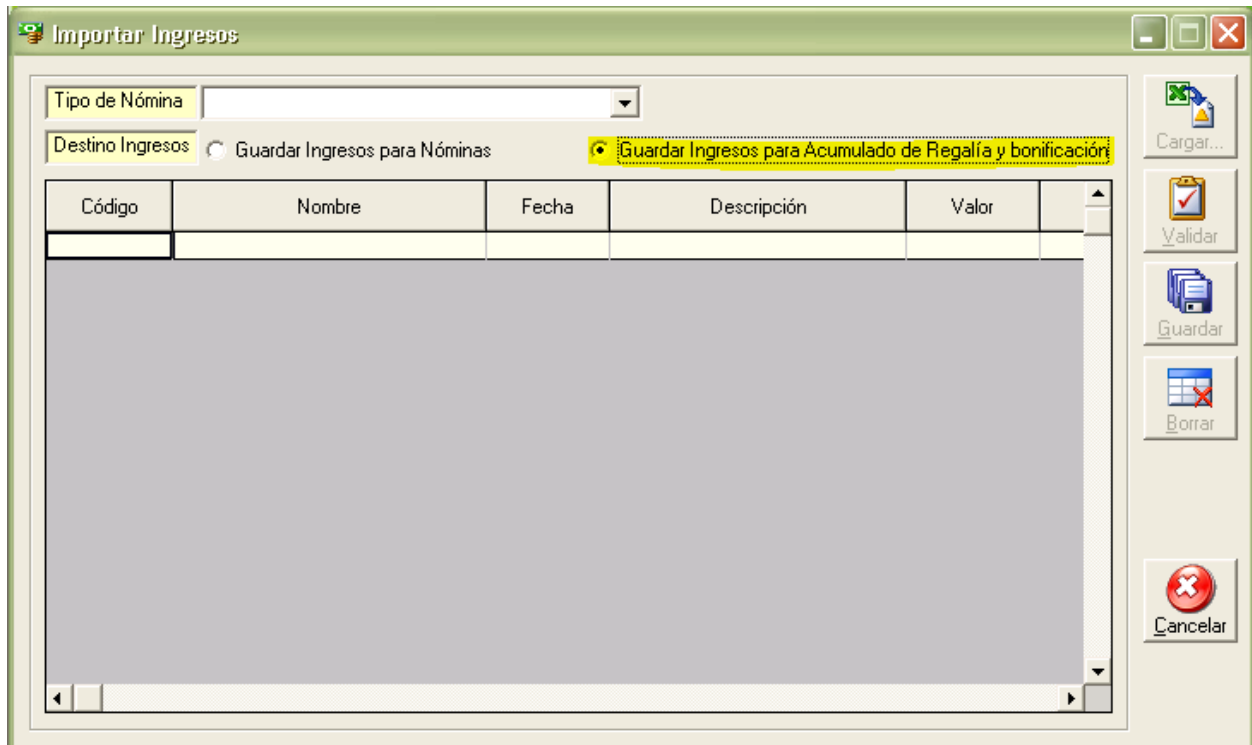 Importar Ingresos
Tipo de Nómina
Cargar...
Destino Ingresos Guardar Ingresos para Nóminas Guardar Ingresos para Acumulado de Regalía y bonificación
Código Nombre Fecha Descripción Valor
Validar
Guardar
Borrar
Cancelar